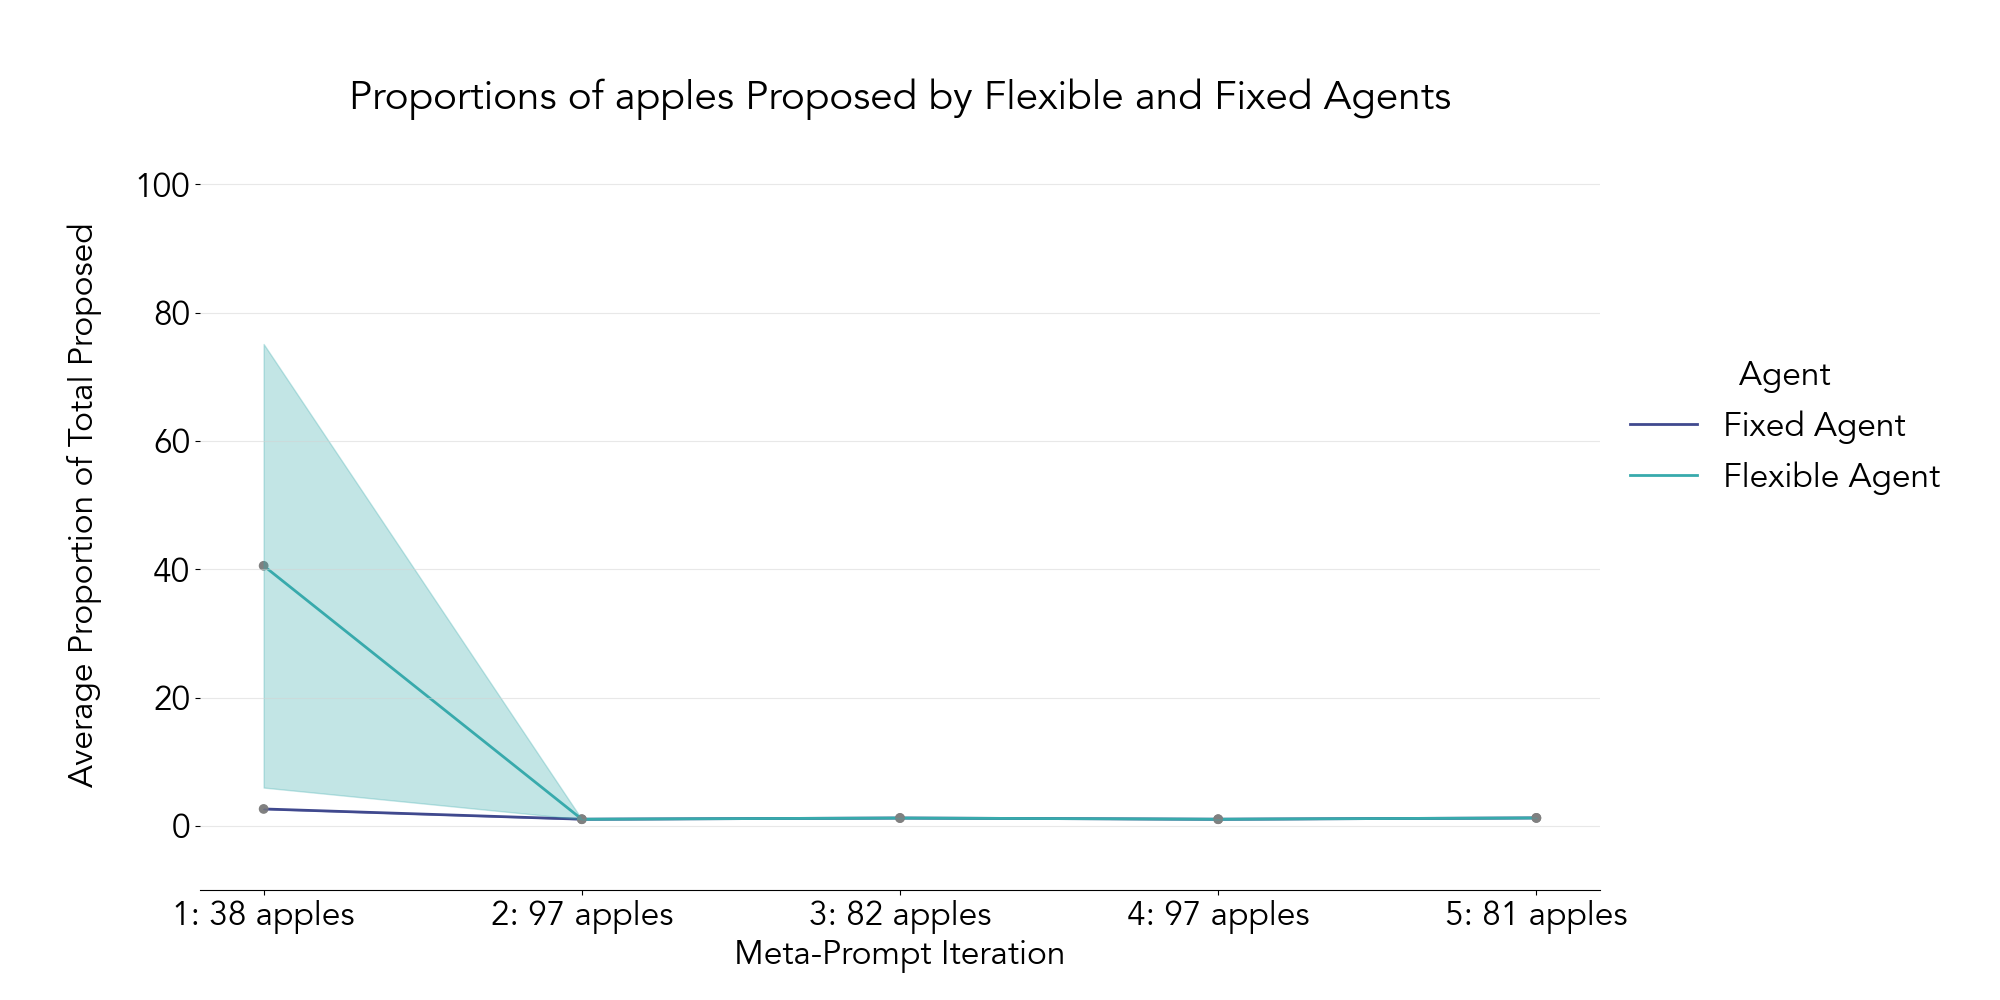 Proportions of apples Proposed by Flexible and Fixed Agents
Average Proportion of Total Proposed
100
80
60
40
20
0
1: 38 apples
2: 97 apples
3: 82 apples
4: 97 apples
5: 81 apples
Meta-Prompt Iteration
Agent
Fixed Agent
Flexible Agent